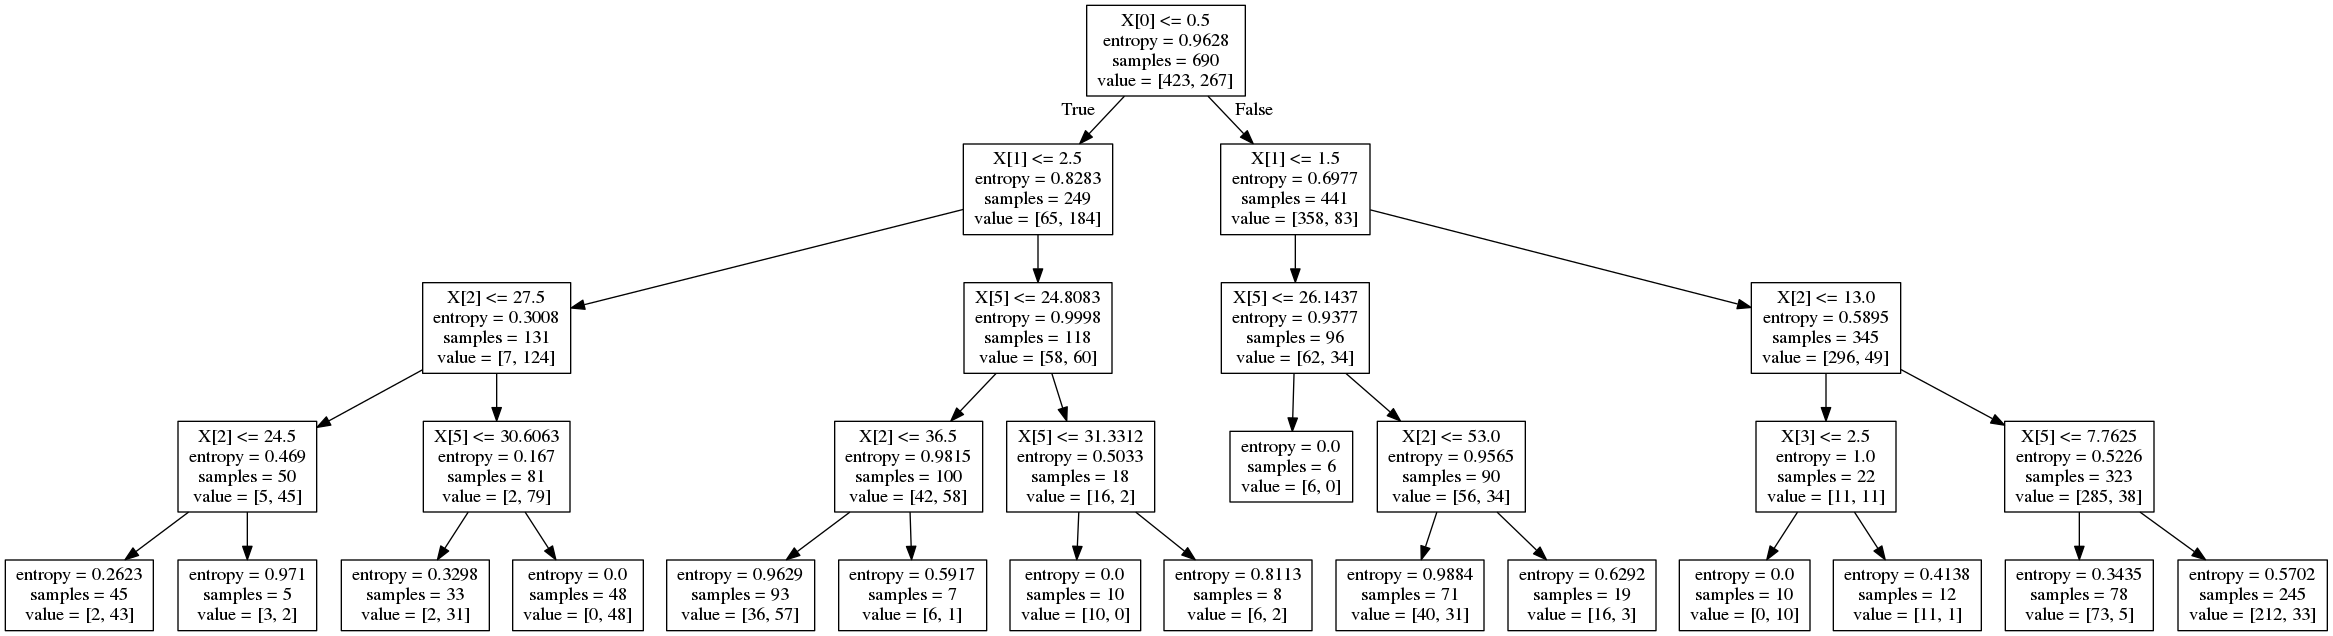 X[0] <= 0.5
entropy = 0.9628
samples = 690
value = [423, 267]
True
False
X[1] <= 2.5
entropy = 0.8283
samples = 249
value = [65, 184]
X[1] <= 1.5
entropy = 0.6977
samples = 441
value = [358, 83]
X[2] <= 27.5
entropy = 0.3008
samples = 131
value = [7, 124]
X[5] <= 24.8083
entropy = 0.9998
samples = 118
value = [58, 60]
X[5] <= 26.1437
entropy = 0.9377
samples = 96
value = [62, 34]
X[2] <= 13.0
entropy = 0.5895
samples = 345
value = [296, 49]
X[2] <= 24.5
entropy = 0.469
samples = 50
value = [5, 45]
X[5] <= 30.6063
entropy = 0.167
samples = 81
value = [2, 79]
X[2] <= 36.5
entropy = 0.9815
samples = 100
value = [42, 58]
X[5] <= 31.3312
entropy = 0.5033
samples = 18
value = [16, 2]
entropy = 0.0
samples = 6
value = [6, 0]
X[2] <= 53.0
entropy = 0.9565
samples = 90
value = [56, 34]
X[3] <= 2.5
entropy = 1.0
samples = 22
value = [11, 11]
X[5] <= 7.7625
entropy = 0.5226
samples = 323
value = [285, 38]
entropy = 0.2623
samples = 45
value = [2, 43]
entropy = 0.971
samples = 5
value = [3, 2]
entropy = 0.3298
samples = 33
value = [2, 31]
entropy = 0.0
samples = 48
value = [0, 48]
entropy = 0.9629
samples = 93
value = [36, 57]
entropy = 0.5917
samples = 7
value = [6, 1]
entropy = 0.0
samples = 10
value = [10, 0]
entropy = 0.8113
samples = 8
value = [6, 2]
entropy = 0.9884
samples = 71
value = [40, 31]
entropy = 0.6292
samples = 19
value = [16, 3]
entropy = 0.0
samples = 10
value = [0, 10]
entropy = 0.4138
samples = 12
value = [11, 1]
entropy = 0.3435
samples = 78
value = [73, 5]
entropy = 0.5702
samples = 245
value = [212, 33]